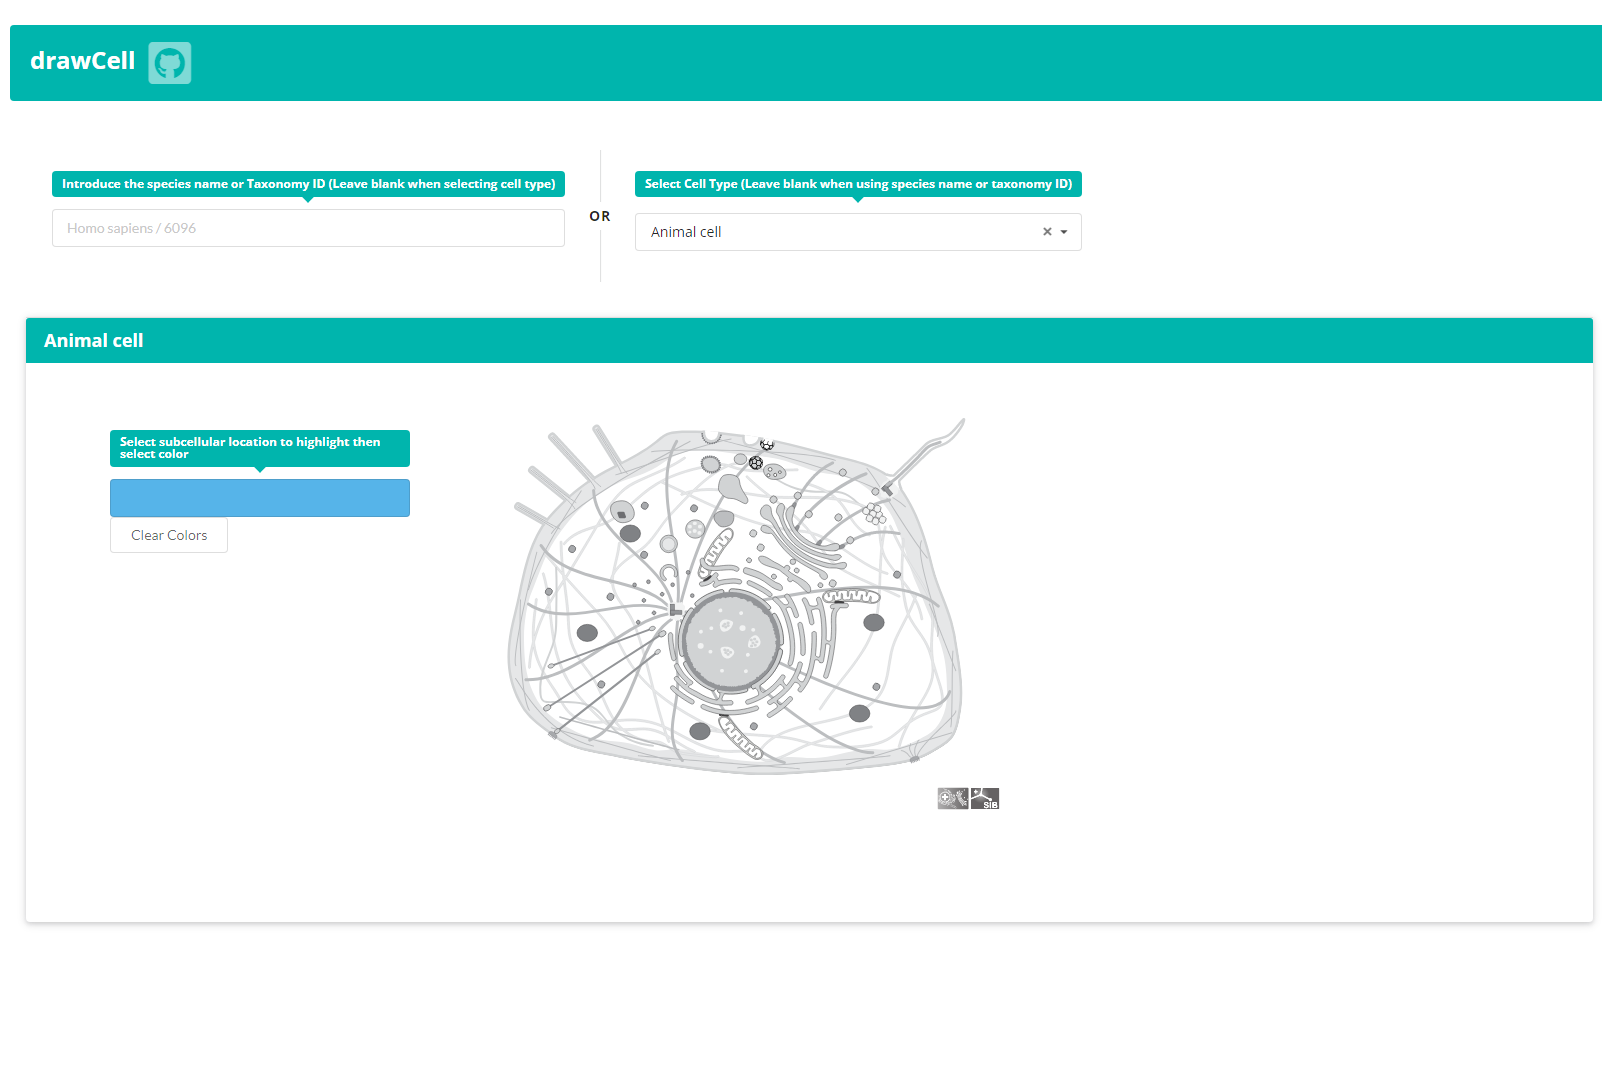 drawCell
Introduce the species name or Taxonomy ID (Leave blank when selecting cell type)
Homo sapiens / 6096
OR
Select Cell Type (Leave blank when using species name or taxonomy ID)
Animal cell
Animal cell
Select subcellular location to highlight then
select color
Clear Colors
SIB